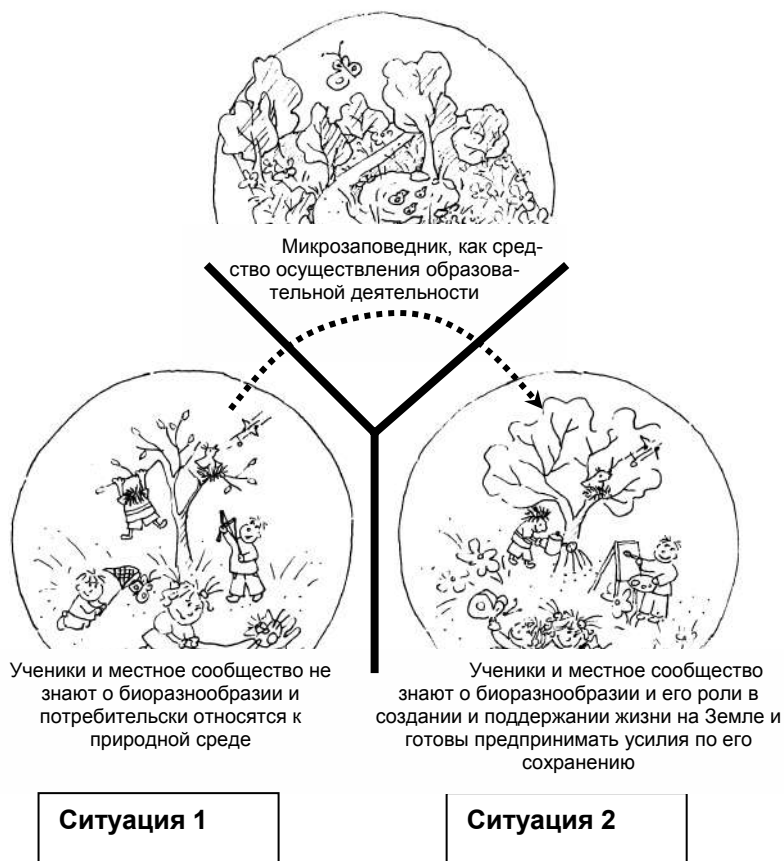 Микрозаповедник, как сред-
ство осуществления образова-
тельной деятельности
Ученики и местное сообщество не
знают о биоразнообразии и
потребительски относятся к
природной среде
Ученики и местное сообщество
знают о биоразнообразии и его роли в
создании и поддержании жизни на Земле и
готовы предпринимать усилия по его
сохранению
Ситуация 1
Ситуация 2